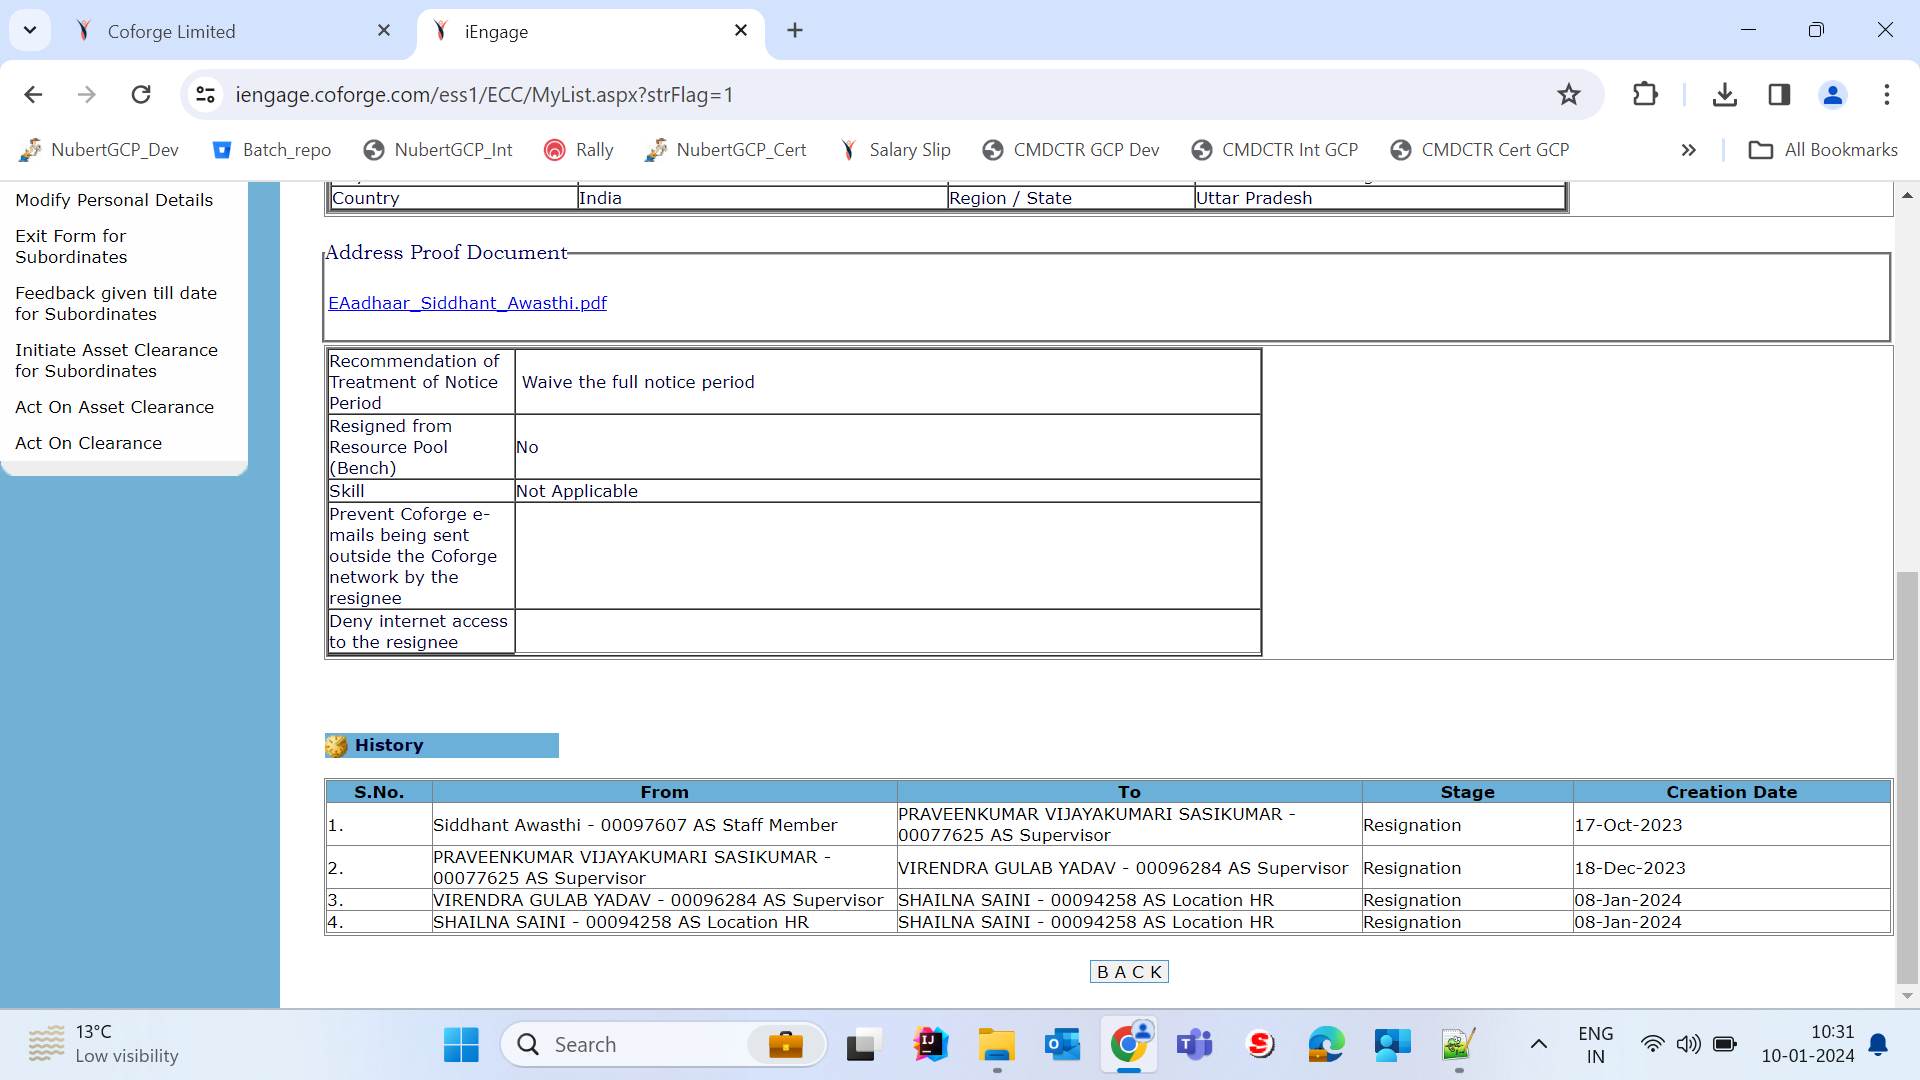 Coforge Limited
iEngage
iengage.coforge.com/ess1/ECC/MyList.aspx?strFlag=1
NubertGCP_Dev
Batch_repo
NubertGCP_Int
Rally
NubertGCP_Cert
Salary Slip
CMDCTR GCP Dev
CMDCTR Int GCP
CMDCTR Cert GCP
All Bookmarks
Modify Personal Details
Exit Form for
Subordinates
Feedback given till date
for Subordinates
Initiate Asset Clearance
for Subordinates
Act On Asset Clearance
Act On Clearance
Country India Region / State Uttar Pradesh
Address Proof Document
EAadhaar_Siddhant_Awasthi.pdf
Recommendation of
Treatment of Notice
Period
Waive the full notice period
Resigned from
Resource Pool
(Bench)
No
Skill Not Applicable
Prevent Coforge e-
mails being sent
outside the Coforge
network by the
resignee
Deny internet access
to the resignee
History
S.No. From To Stage Creation Date
1. Siddhant Awasthi - 00097607 AS Staff Member
PRAVEENKUMAR VIJAYAKUMARI SASIKUMAR -
00077625 AS Supervisor
Resignation 17-Oct-2023
2.
PRAVEENKUMAR VIJAYAKUMARI SASIKUMAR -
00077625 AS Supervisor
VIRENDRA GULAB YADAV - 00096284 AS Supervisor Resignation 18-Dec-2023
3. VIRENDRA GULAB YADAV - 00096284 AS Supervisor SHAILNA SAINI - 00094258 AS Location HR Resignation 08-Jan-2024
4. SHAILNA SAINI - 00094258 AS Location HR SHAILNA SAINI - 00094258 AS Location HR Resignation 08-Jan-2024
B A C K
13°C
Low visibility
Search
ENG
IN
10:31
10-01-2024